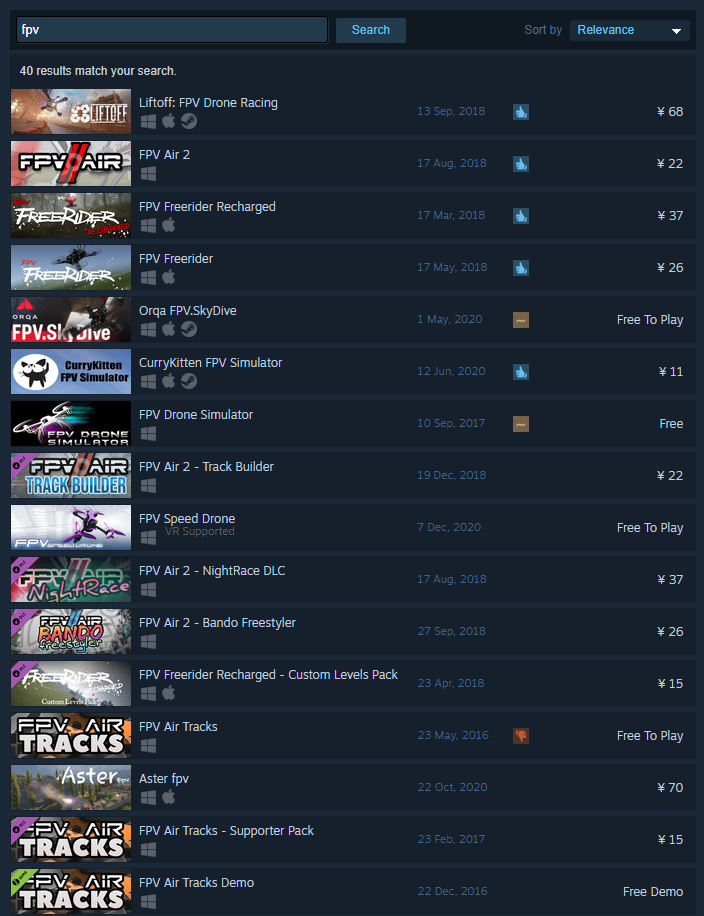 fpv
Search
Sort by Relevance
40 results match your search.
LIFTOFF
Liftoff: FPV Drone Racing
13 Sep, 2018
¥ 68
FPV AIR
FPV Air 2
17 Aug, 2018
¥ 22
FPV
FREERIDER
RECHARGED
FPV Freerider Recharged
17 Mar, 2018
¥ 37
FPV
FREERIDER
FPV Freerider
17 May, 2018
¥ 26
ORQA
FPV.SkyDive
Orqa FPV.SkyDive
1 May, 2020
Free To Play
CurryKitten
FPV Simulator
CurryKitten FPV Simulator
12 Jun, 2020
¥ 11
FPV DRONE
SIMULATOR
FPV Drone Simulator
10 Sep, 2017
Free
FPV AIR
TRACK BUILDER
FPV Air 2 - Track Builder
19 Dec, 2018
¥ 22
FPV SPEED DRONE
FPV Speed Drone
VR Supported
7 Dec, 2020
Free To Play
FPV AIR
NightRace
FPV Air 2 - NightRace DLC
17 Aug, 2018
¥ 37
FPV AIR
BANDO
freestyler
FPV Air 2 - Bando Freestyler
27 Sep, 2018
¥ 26
FREERIDER
RECHARGED
Custom Levels Pack
FPV Freerider Recharged - Custom Levels Pack
23 Apr, 2018
¥ 15
FPV AIR
TRACKS
FPV Air Tracks
23 May, 2016
Free To Play
Aster fpv
Aster fpv
22 Oct, 2020
¥ 70
FPV AIR
TRACKS
FPV Air Tracks - Supporter Pack
23 Feb, 2017
¥ 15
FPV AIR
TRACKS
FPV Air Tracks Demo
22 Dec, 2016
Free Demo